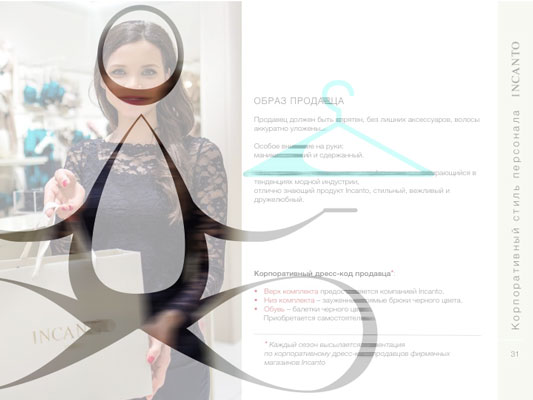 ОБРАЗ ПРОДАВЦА
Продавец должен быть опрятен, без лишних аксессуаров, волосы
аккуратно уложены.
Особое внимание на руки:
и сдержанный.
в
тенденциях модной индустрии,
отлично знающий продукт Incanto, стильный, вежливый и
дружелюбный.
Корпоративный дресс-код продавца*:
• Верх комплекта предоставляется компанией Incanto.
• Низ комплекта – зауженные прямые брюки черного цвета.
• Обувь – балетки черного цвета.
Приобретается самостоятельно.
* Каждый сезон высылается презентация
по корпоративному дресс-коду продавцов фирменных
магазинов Incanto
INCANTO
Корпоративный стиль персонала INCANTO
31